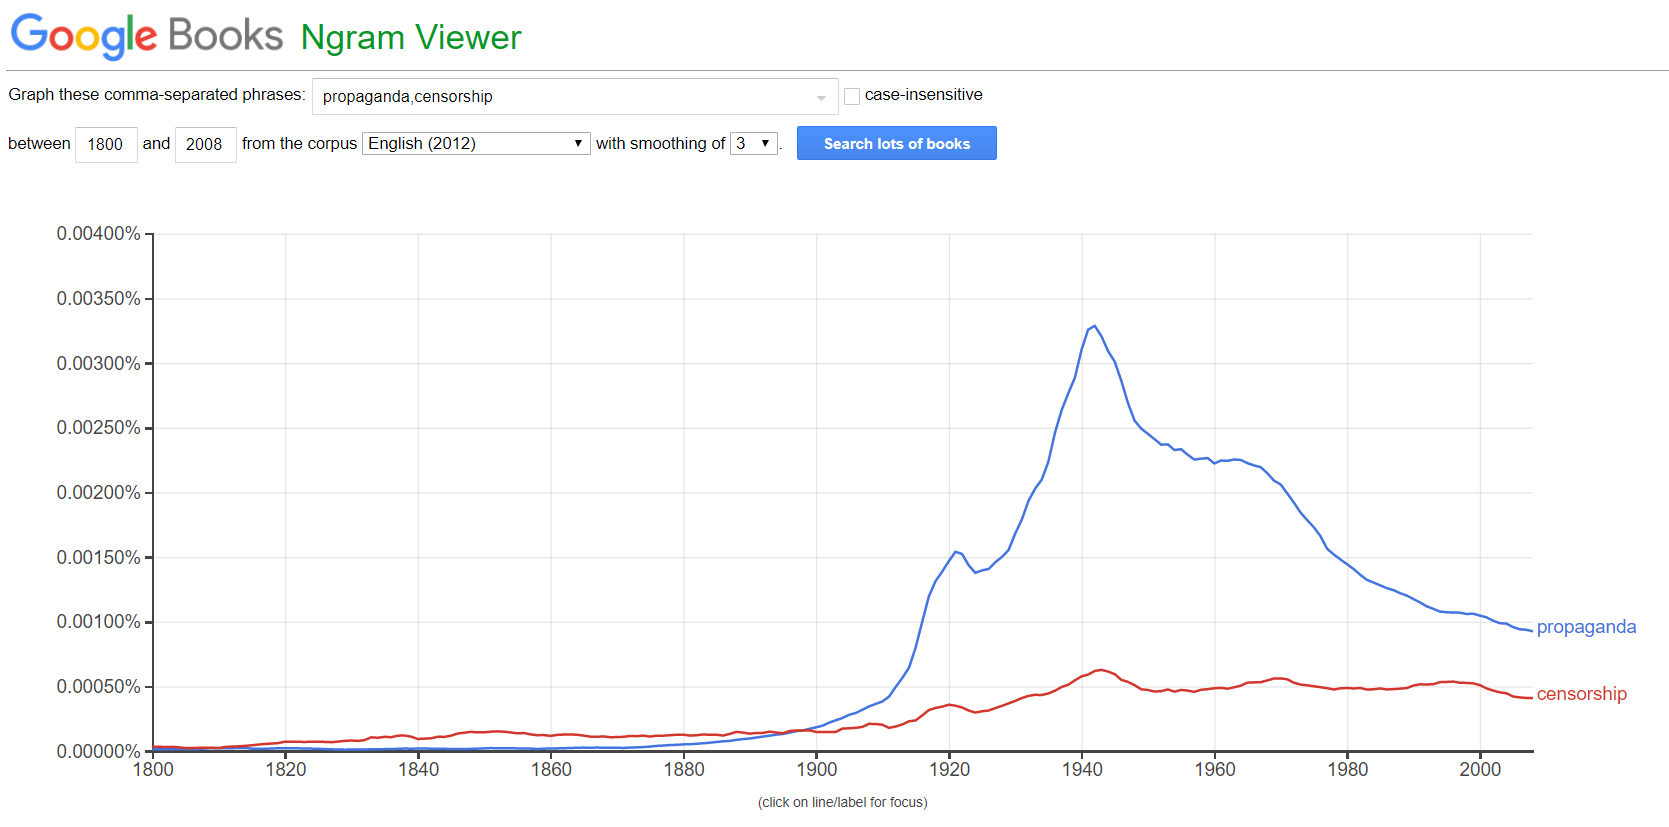 Google Books Ngram Viewer
Graph these comma-separated phrases: propaganda,censorship case-insensitive
between 1800 and 2008 from the corpus English (2012) with smoothing of 3 . Search lots of books
0.00400%
0.00350%
0.00300%
0.00250%
0.00200%
0.00150%
0.00100%
propaganda
0.00050%
censorship
0.00000%
1800 1820 1840 1860 1880 1900 1920 1940 1960 1980 2000
(click on line/label for focus)